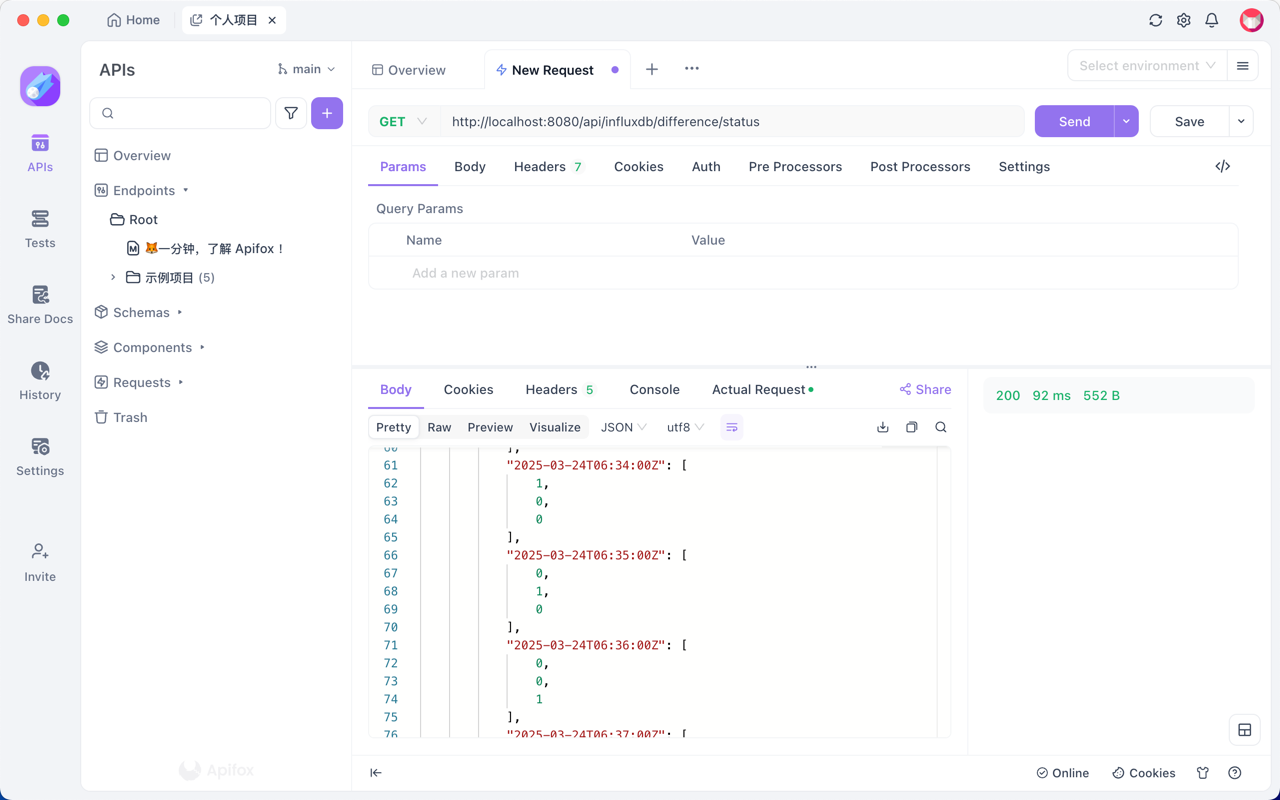 Home
个人项目
APIs
main
Overview
New Request
Select environment
GET
http://localhost:8080/api/influxdb/difference/status
Send
Save
APIs
Tests
Share Docs
History
Settings
Invite
Overview
Endpoints
Root
🦊一分钟，了解 Apifox！
示例项目 (5)
Schemas
Components
Requests
Trash
Apifox
Params
Body
Headers 7
Cookies
Auth
Pre Processors
Post Processors
Settings
Query Params
Name Value
Add a new param
Body
Cookies
Headers 5
Console
Actual Request
Share
200 92 ms 552 B
Pretty
Raw
Preview
Visualize
JSON
utf8
60 ],
61 "2025-03-24T06:34:00Z": [
62 1,
63 0,
64 0
65 ],
66 "2025-03-24T06:35:00Z": [
67 0,
68 1,
69 0
70 ],
71 "2025-03-24T06:36:00Z": [
72 0,
73 0,
74 1
75 ],
76 "2025-03-24T06:37:00Z": [
Online
Cookies